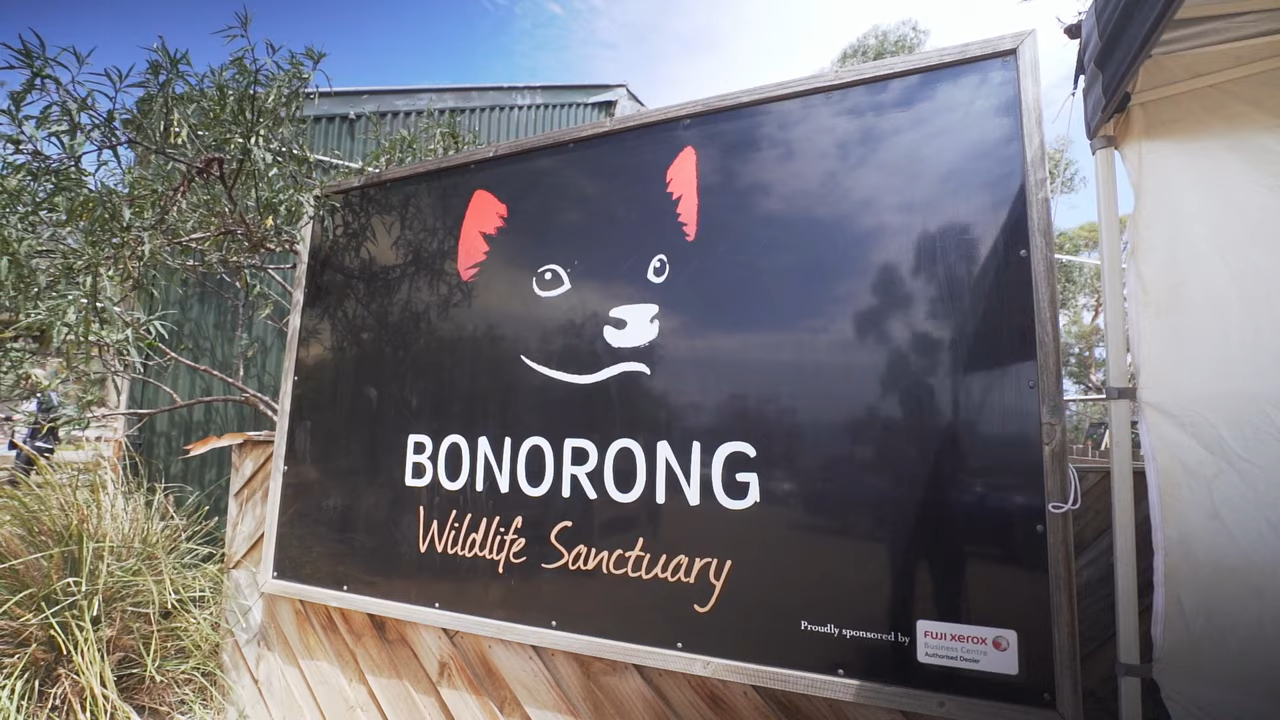 BONORONG
Wildlife Sanctuary
Proudly sponsored by
FUJI XEROX
Business Centre
Authorised Dealer